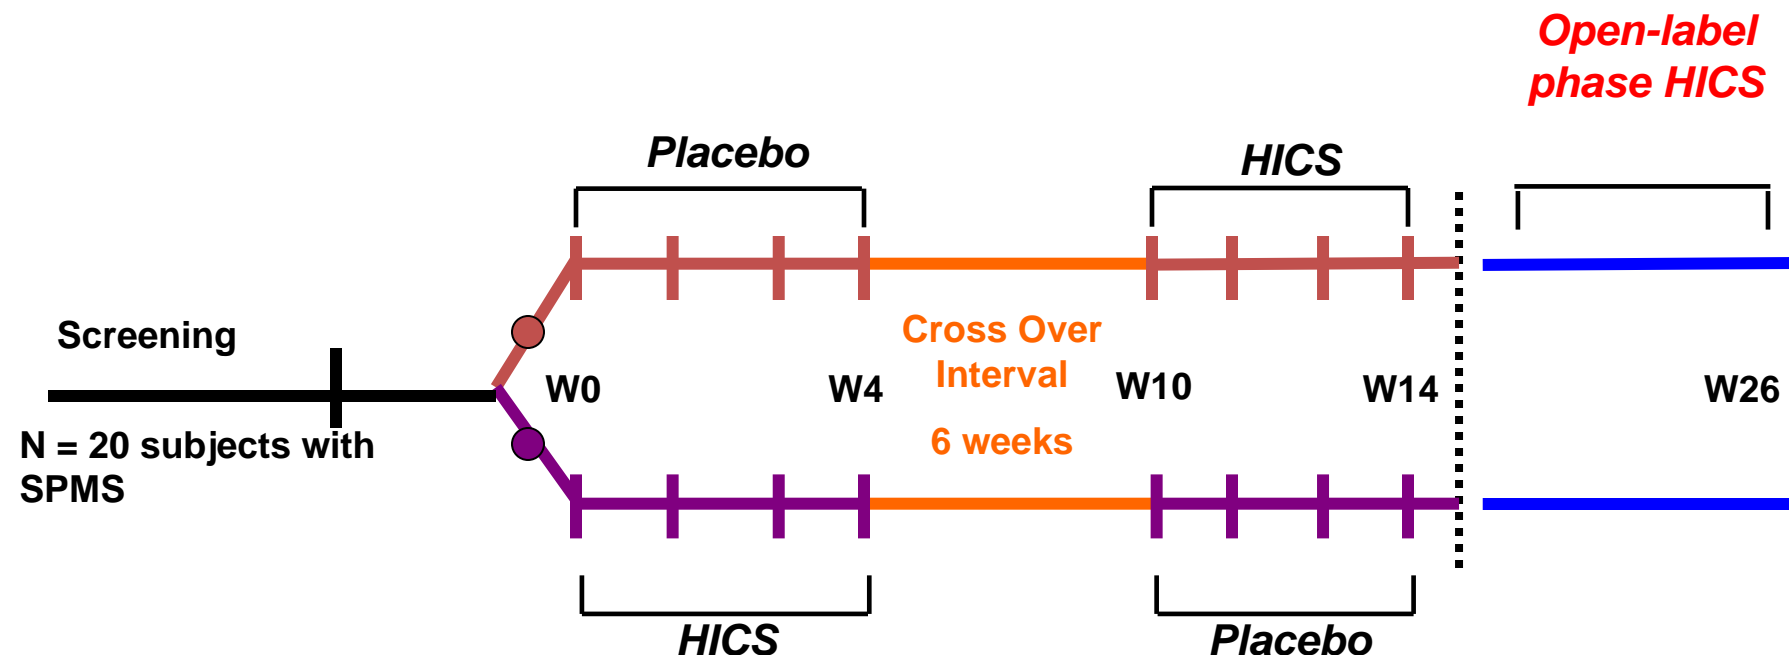 Open-label
phase HICS
Placebo
HICS
Screening
Cross Over
Interval
W0
W4
W10
W14
W26
N = 20 subjects with
SPMS
6 weeks
HICS
Placebo